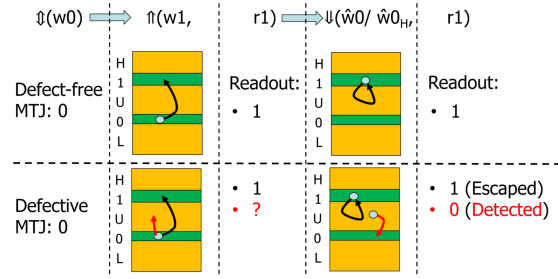 ⇕(w0) ⇑(w1, r1) ⇓(ŵ0/ ŵ0H, r1)
H
1
U
0
L
Defect-free
MTJ: 0
Readout:
• 1
H
1
U
0
L
Readout:
• 1
H
1
U
0
L
Defective
MTJ: 0
• 1
• ?
H
1
U
0
L
• 1 (Escaped)
• 0 (Detected)